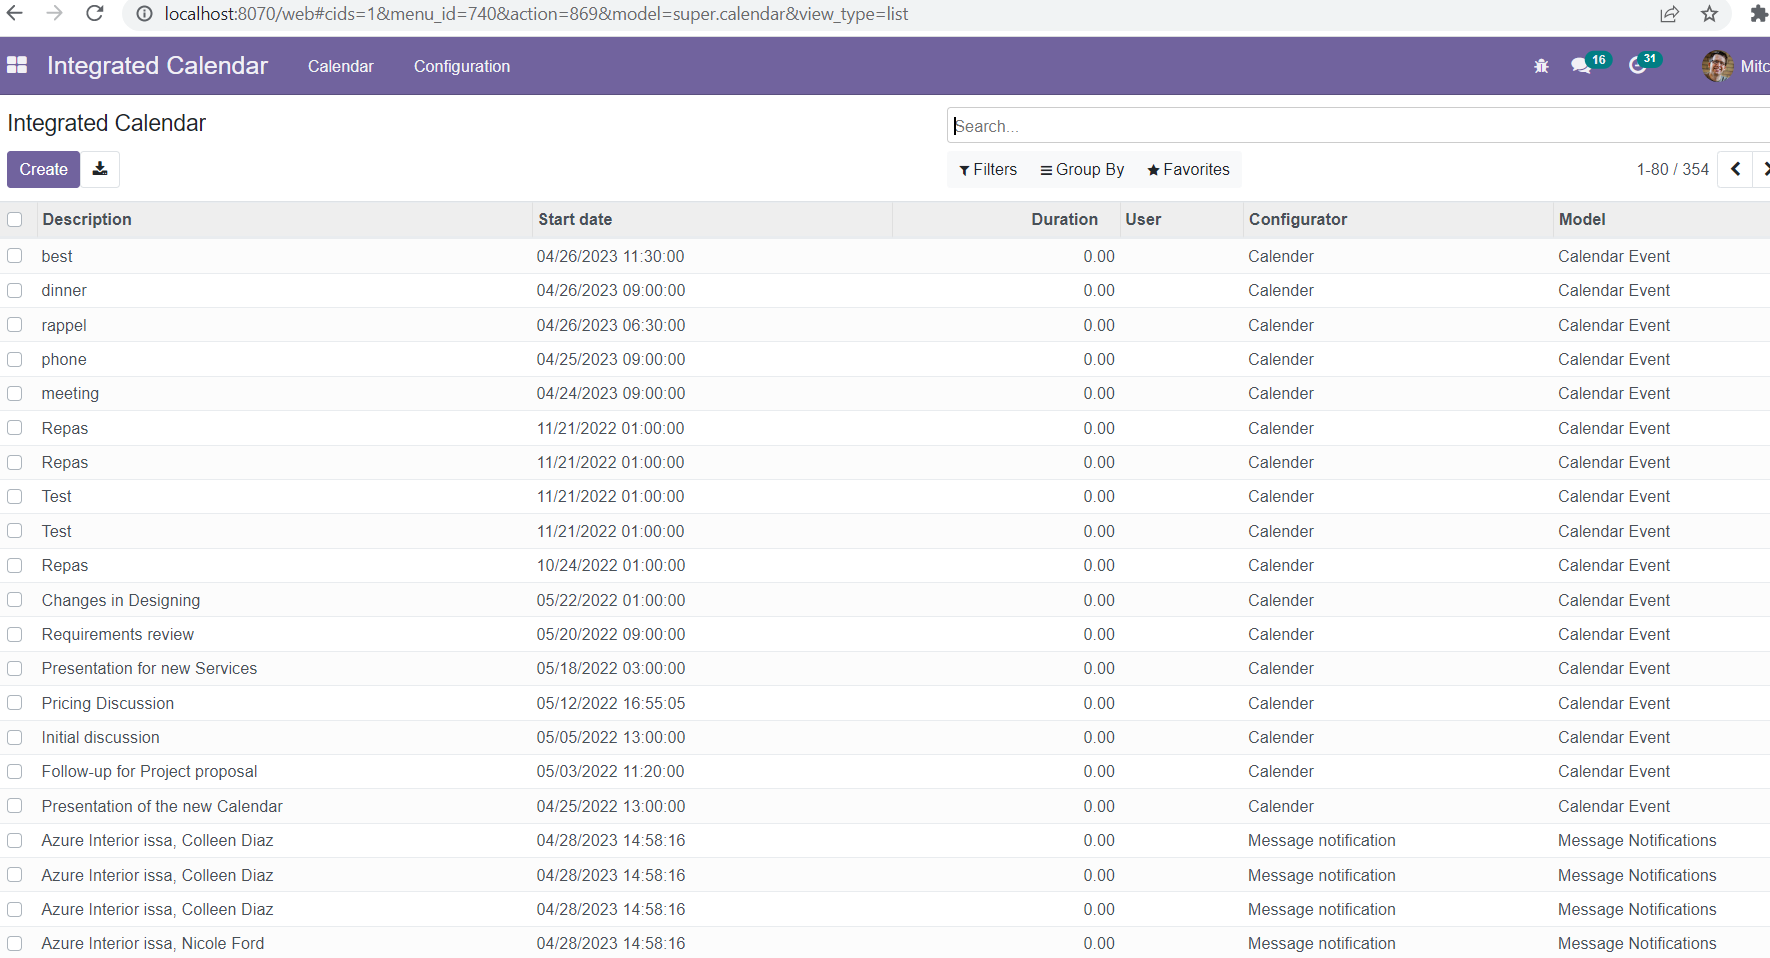 localhost:8070/web#cids=1&menu_id=740&action=869&model=super.calendar&view_type=list
Integrated Calendar Calendar Configuration 16 31 Mitc
Integrated Calendar Search...
Create Filters Group By Favorites 1-80 / 354
Description Start date Duration User Configurator Model
best 04/26/2023 11:30:00 0.00 Calender Calendar Event
dinner 04/26/2023 09:00:00 0.00 Calender Calendar Event
rappel 04/26/2023 06:30:00 0.00 Calender Calendar Event
phone 04/25/2023 09:00:00 0.00 Calender Calendar Event
meeting 04/24/2023 09:00:00 0.00 Calender Calendar Event
Repas 11/21/2022 01:00:00 0.00 Calender Calendar Event
Repas 11/21/2022 01:00:00 0.00 Calender Calendar Event
Test 11/21/2022 01:00:00 0.00 Calender Calendar Event
Test 11/21/2022 01:00:00 0.00 Calender Calendar Event
Repas 10/24/2022 01:00:00 0.00 Calender Calendar Event
Changes in Designing 05/22/2022 01:00:00 0.00 Calender Calendar Event
Requirements review 05/20/2022 09:00:00 0.00 Calender Calendar Event
Presentation for new Services 05/18/2022 03:00:00 0.00 Calender Calendar Event
Pricing Discussion 05/12/2022 16:55:05 0.00 Calender Calendar Event
Initial discussion 05/05/2022 13:00:00 0.00 Calender Calendar Event
Follow-up for Project proposal 05/03/2022 11:20:00 0.00 Calender Calendar Event
Presentation of the new Calendar 04/25/2022 13:00:00 0.00 Calender Calendar Event
Azure Interior issa, Colleen Diaz 04/28/2023 14:58:16 0.00 Message notification Message Notifications
Azure Interior issa, Colleen Diaz 04/28/2023 14:58:16 0.00 Message notification Message Notifications
Azure Interior issa, Colleen Diaz 04/28/2023 14:58:16 0.00 Message notification Message Notifications
Azure Interior issa, Nicole Ford 04/28/2023 14:58:16 0.00 Message notification Message Notifications